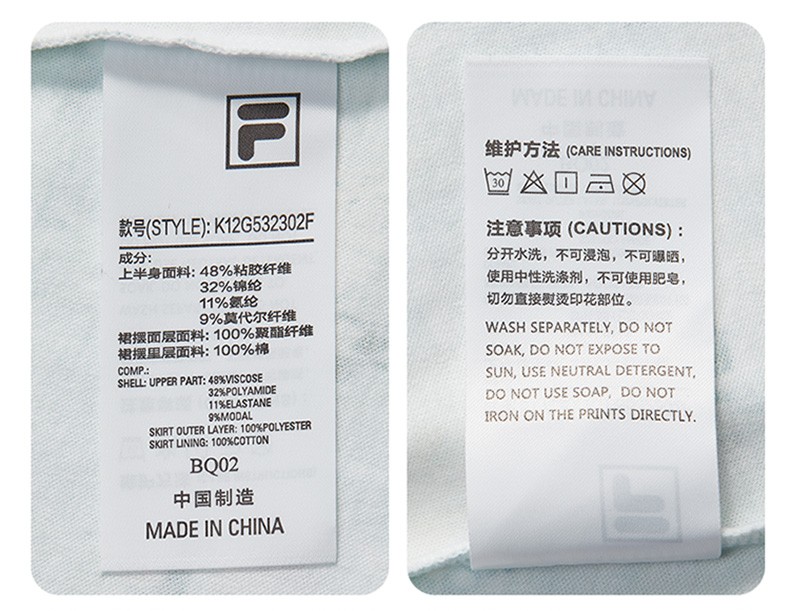 款号(STYLE): K12G532302F
成分:
上半身面料: 48%粘胶纤维
32%锦纶
11%氨纶
9%莫代尔纤维
裙摆面层面料: 100%聚酯纤维
裙摆里层面料: 100%棉
COMP.:
SHELL: UPPER PART: 48%VISCOSE
32%POLYAMIDE
11%ELASTANE
9%MODAL
SKIRT OUTER LAYER: 100%POLYESTER
SKIRT LINING: 100%COTTON
BQ02
中国制造
MADE IN CHINA
维护方法 (CARE INSTRUCTIONS)
30
注意事项 (CAUTIONS) :
分开水洗，不可浸泡，不可曝晒，
使用中性洗涤剂，不可使用肥皂，
切勿直接熨烫印花部位。
WASH SEPARATELY, DO NOT
SOAK, DO NOT EXPOSE TO
SUN, USE NEUTRAL DETERGENT,
DO NOT USE SOAP, DO NOT
IRON ON THE PRINTS DIRECTLY.